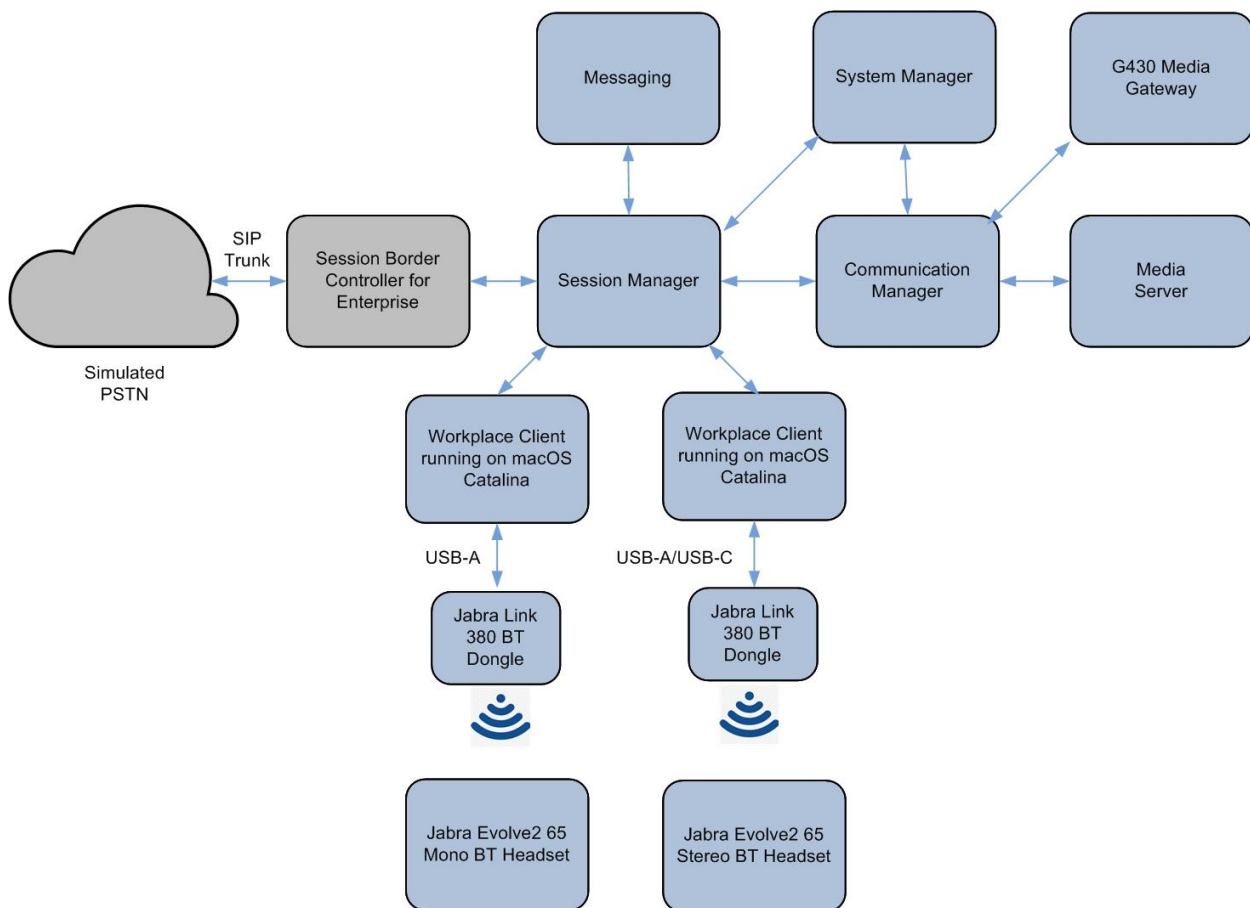 Messaging
System Manager
G430 Media
Gateway
SIP
Trunk
Session Border
Controller for
Enterprise
Session Manager
Communication
Manager
Media
Server
Simulated
PSTN
Workplace Client
running on macOS
Catalina
Workplace Client
running on macOS
Catalina
USB-A
USB-A/USB-C
Jabra Link
380 BT
Dongle
Jabra Link
380 BT
Dongle
Jabra Evolve2 65
Mono BT Headset
Jabra Evolve2 65
Stereo BT Headset